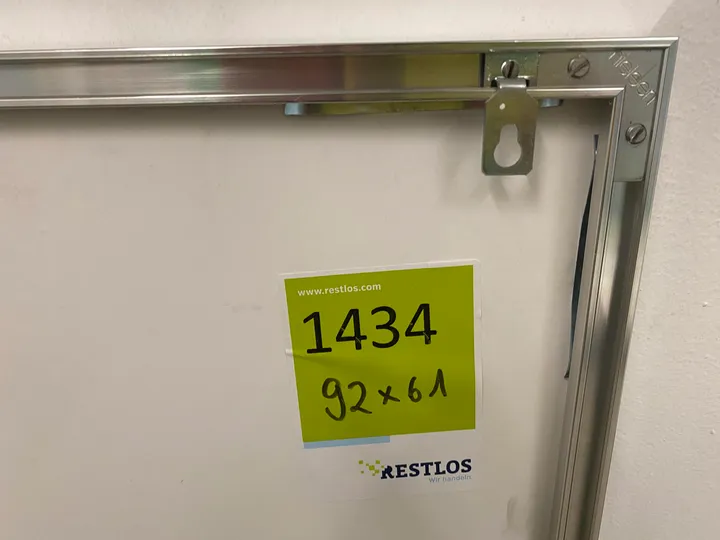 nielsen
www.restlos.com
1434
92 x 61
RESTLOS
Wir handeln